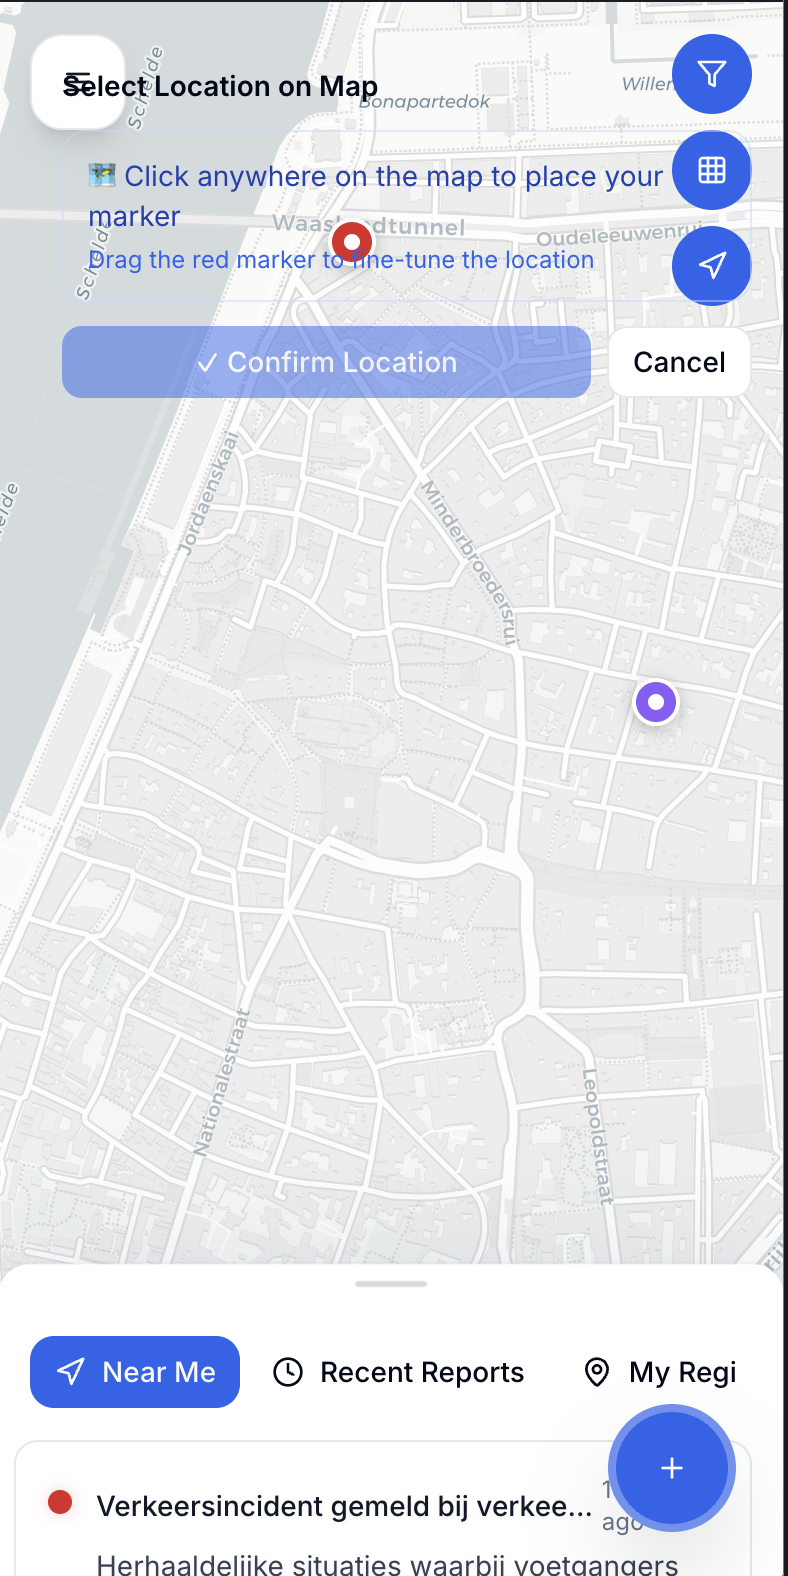 Select Location on Map
Schelde
Bonapartedok
Willem
Click anywhere on the map to place your
marker
Waaslandtunnel
Oudeleeuwenrui
Schelde
Drag the red marker to fine-tune the location
✓ Confirm Location
Cancel
Jordaenskaai
Minderbroedersrui
Nationalestraat
Leopoldstraat
Near Me
Recent Reports
My Regi
Verkeersincident gemeld bij verkee...
ago
Herhaaldelijke situaties waarbij voetgangers